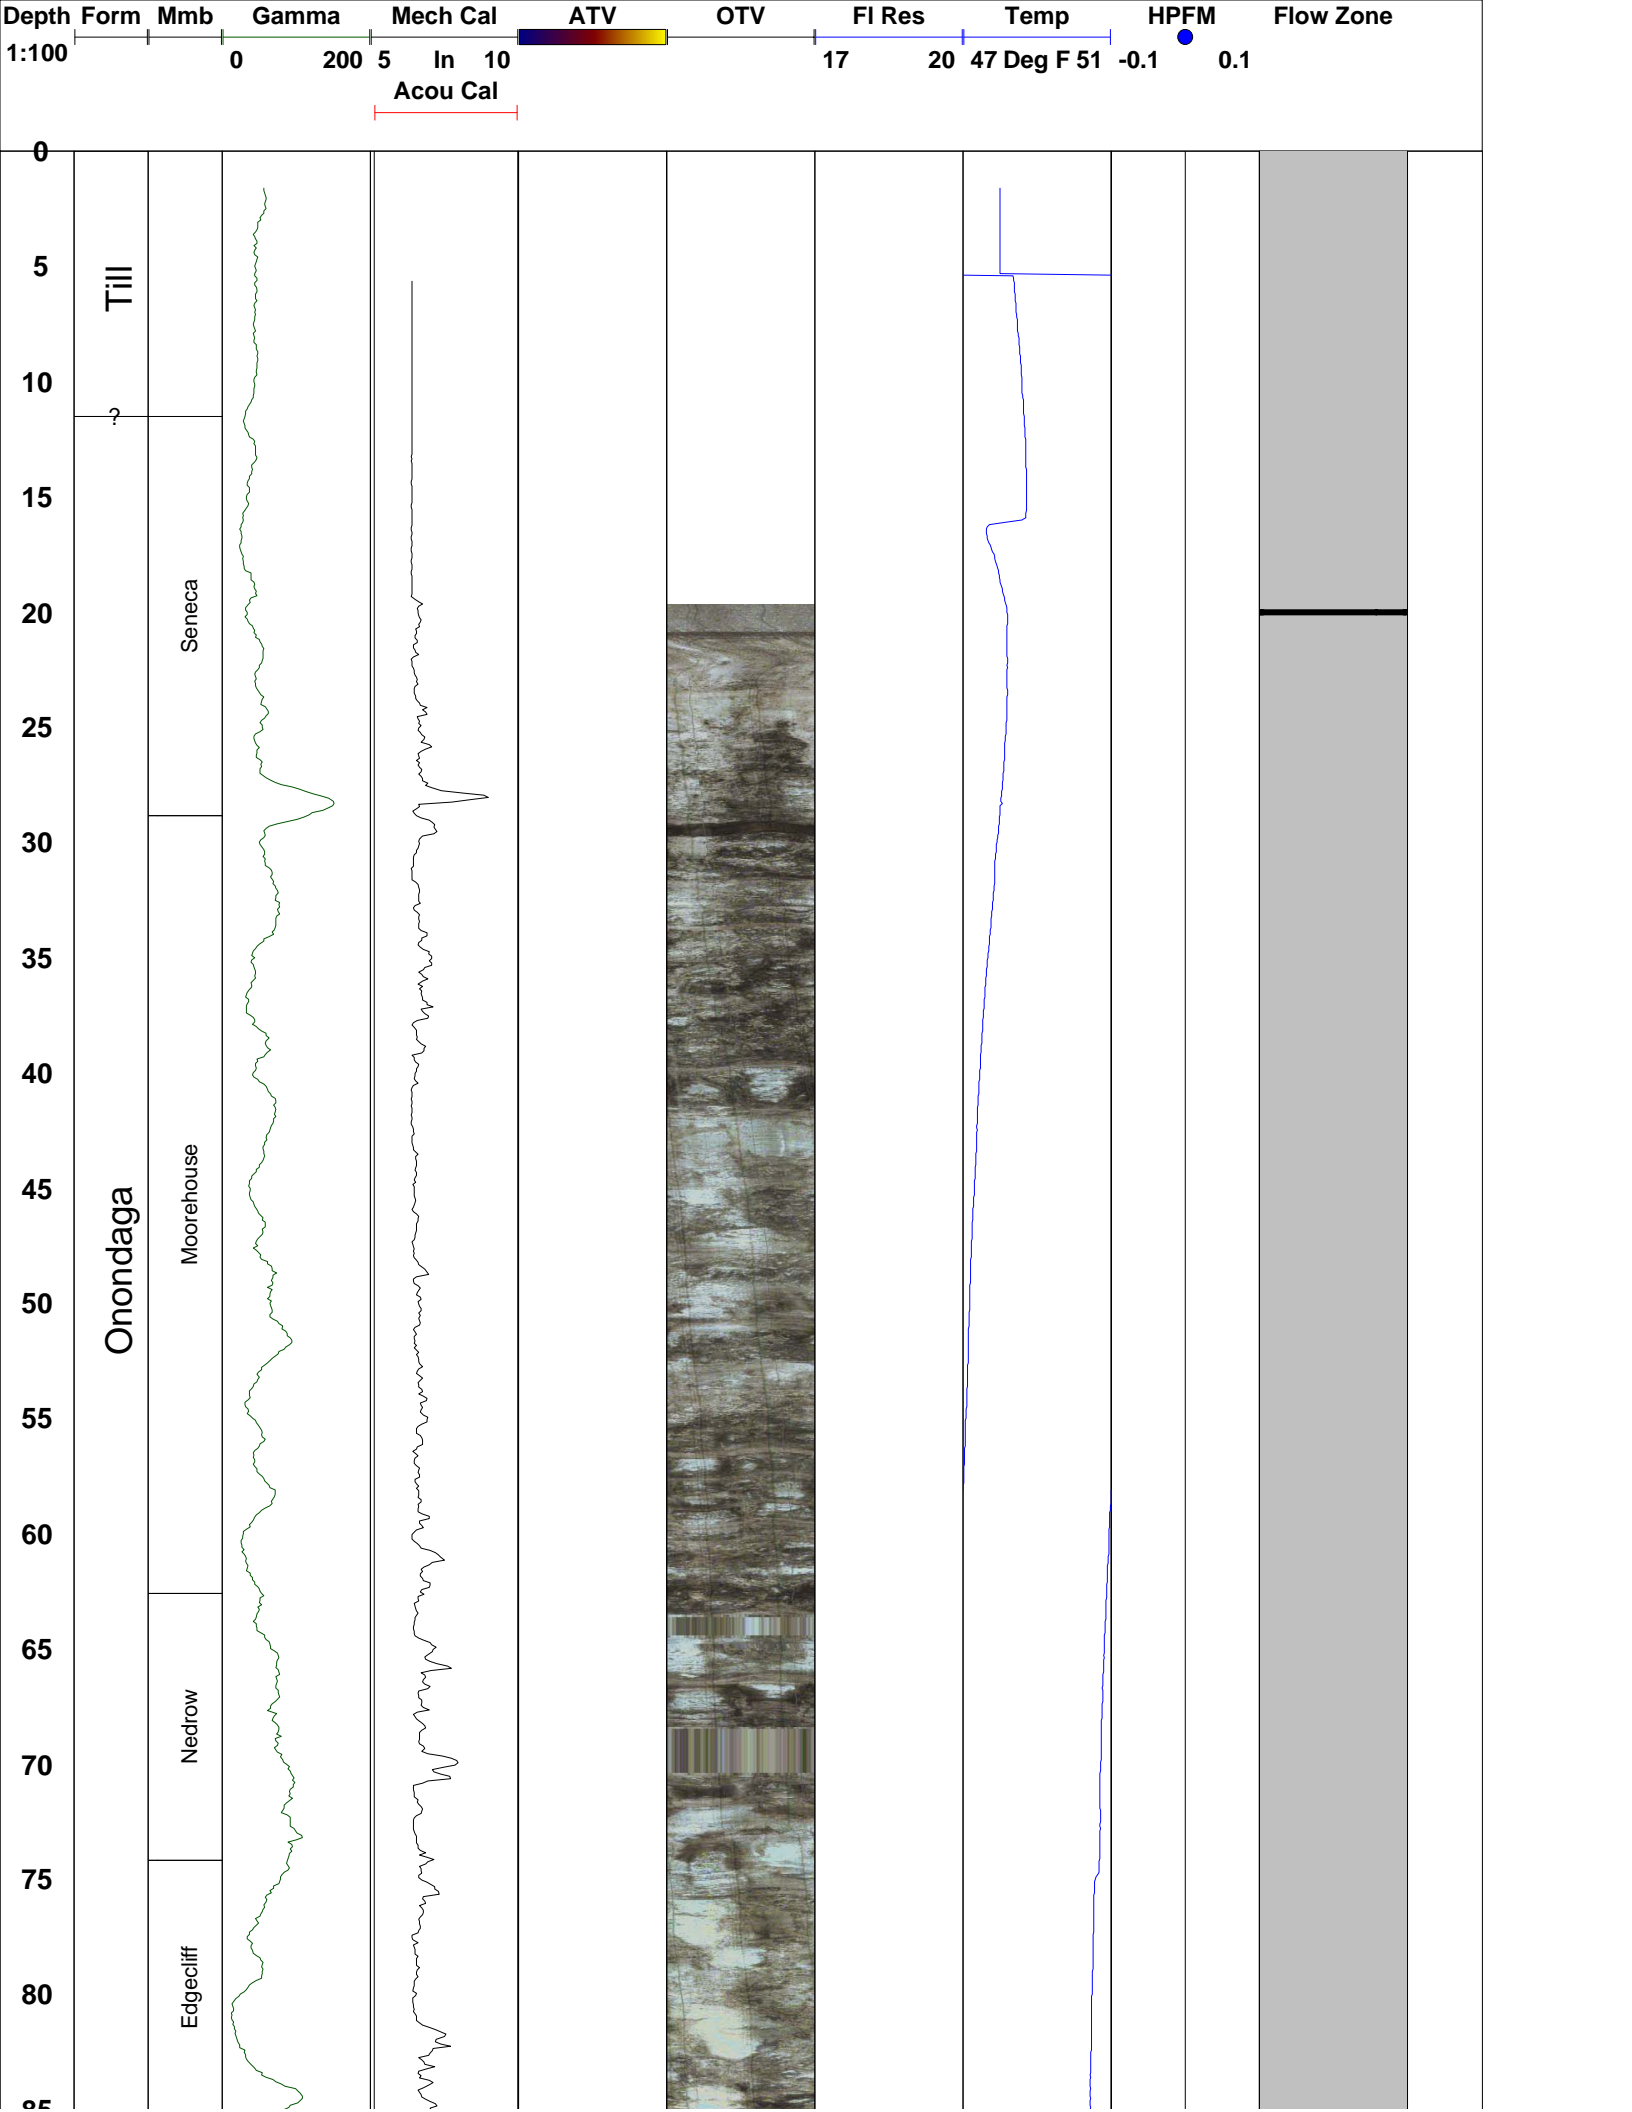 Depth Form Mmb Gamma Mech Cal ATV OTV Fl Res Temp HPFM Flow Zone
1:100 0 200 5 In 10 17 20 47 Deg F 51 -0.1 0.1
Acou Cal
0
5
Till
10
?
15
20
Seneca
25
30
35
40
45
Moorehouse
50
Onondaga
55
60
65
70
Nedrow
75
80
Edgecliff
85